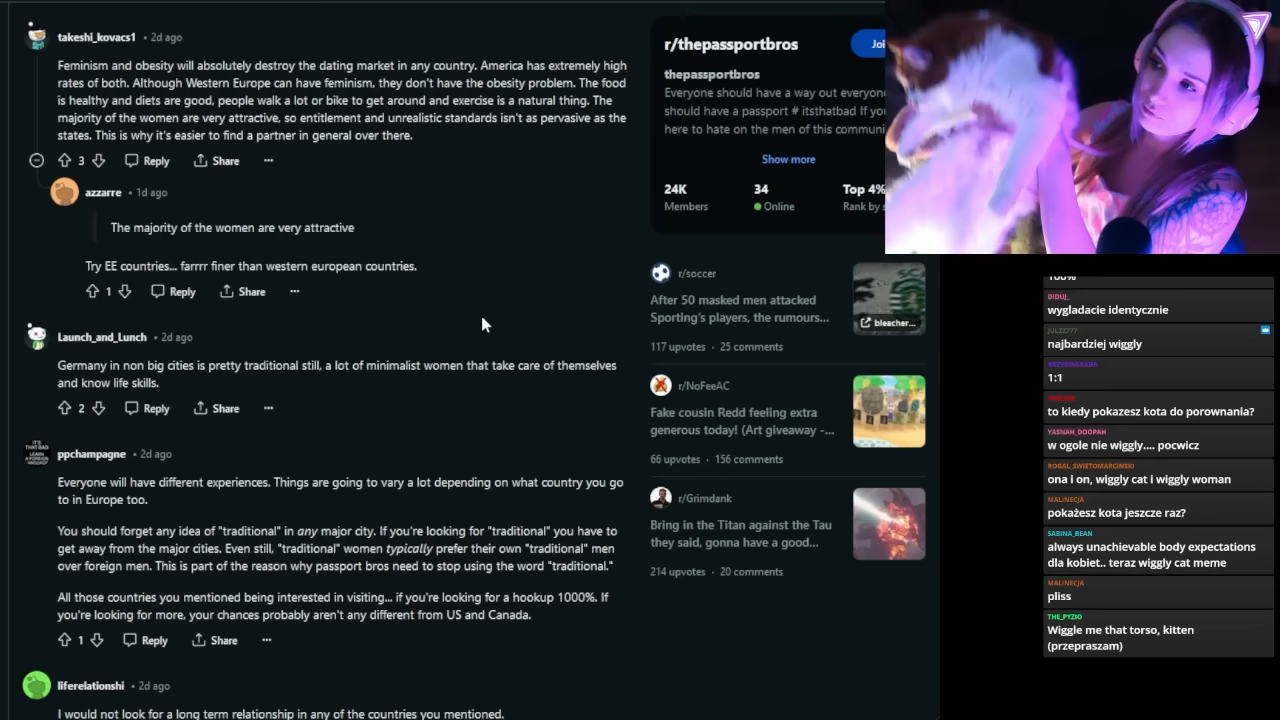 takeshi_kovacs1 • 2d ago
Feminism and obesity will absolutely destroy the dating market in any country. America has extremely high
rates of both. Although Western Europe can have feminism, they don't have the obesity problem. The food
is healthy and diets are good, people walk a lot or bike to get around and exercise is a natural thing. The
majority of the women are very attractive, so entitlement and unrealistic standards isn't as pervasive as the
states. This is why it's easier to find a partner in general over there.
3 Reply Share ...
azzarre • 1d ago
The majority of the women are very attractive
Try EE countries... farrrr finer than western european countries.
1 Reply Share ...
Launch_and_Lunch • 2d ago
Germany in non big cities is pretty traditional still, a lot of minimalist women that take care of themselves
and know life skills.
2 Reply Share ...
ppchampagne • 2d ago
Everyone will have different experiences. Things are going to vary a lot depending on what country you go
to in Europe too.
You should forget any idea of "traditional" in any major city. If you're looking for "traditional" you have to
get away from the major cities. Even still, "traditional" women typically prefer their own "traditional" men
over foreign men. This is part of the reason why passport bros need to stop using the word "traditional."
All those countries you mentioned being interested in visiting... if you're looking for a hookup 1000%. If
you're looking for more, your chances probably aren't any different from US and Canada.
1 Reply Share ...
liferelationshi • 2d ago
I would not look for a long term relationship in any of the countries you mentioned.
r/thepassportbros
Joi
thepassportbros
Everyone should have a way out everyone
should have a passport # itsthatbad If you
here to hate on the men of this communi
Show more
24K 34 Top 4%
Members Online Rank by s
r/soccer
After 50 masked men attacked
Sporting's players, the rumours...
bleacher...
117 upvotes • 25 comments
r/NoFeeAC
Fake cousin Redd feeling extra
generous today! (Art giveaway -...
66 upvotes • 156 comments
r/Grimdank
Bring in the Titan against the Tau
they said, gonna have a good...
214 upvotes • 20 comments
100%
DIDUJ_
wygladacie identycznie
JULZZ777
najbardziej wiggly
1:1
to kiedy pokazesz kota do porownania?
YASNAH_DOOPAH
w ogole nie wiggly.... pocwicz
ROGAL_SWIETOMARCINSKI
ona i on, wiggly cat i wiggly woman
MALINECJA
pokażesz kota jeszcze raz?
SABINA_BEAN
always unachievable body expectations
dla kobiet.. teraz wiggly cat meme
MALINECJA
pliss
THE_PYZIO
Wiggle me that torso, kitten
(przepraszam)